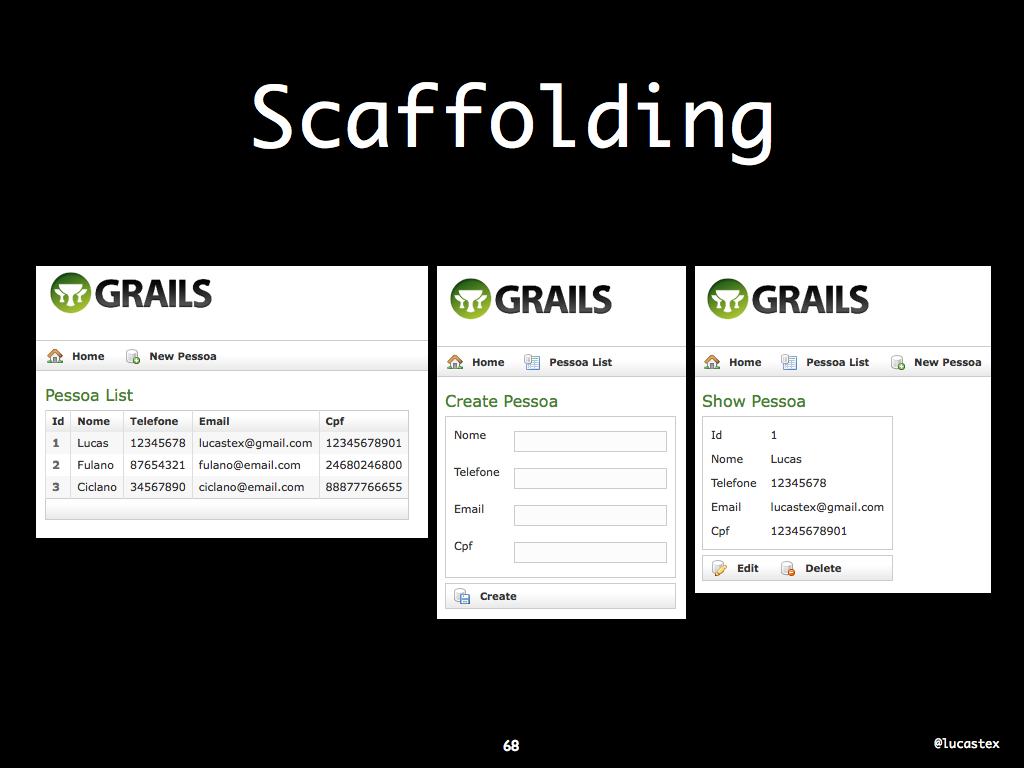 Scaffolding
GRAILS
Home New Pessoa
Pessoa List
Id Nome Telefone Email Cpf
1 Lucas 12345678 lucastex@gmail.com 12345678901
2 Fulano 87654321 fulano@email.com 24680246800
3 Ciclano 34567890 ciclano@email.com 88877766655
GRAILS
Home Pessoa List
Create Pessoa
Nome
Telefone
Email
Cpf
Create
GRAILS
Home Pessoa List New Pessoa
Show Pessoa
Id 1
Nome Lucas
Telefone 12345678
Email lucastex@gmail.com
Cpf 12345678901
Edit Delete
68
@lucastex